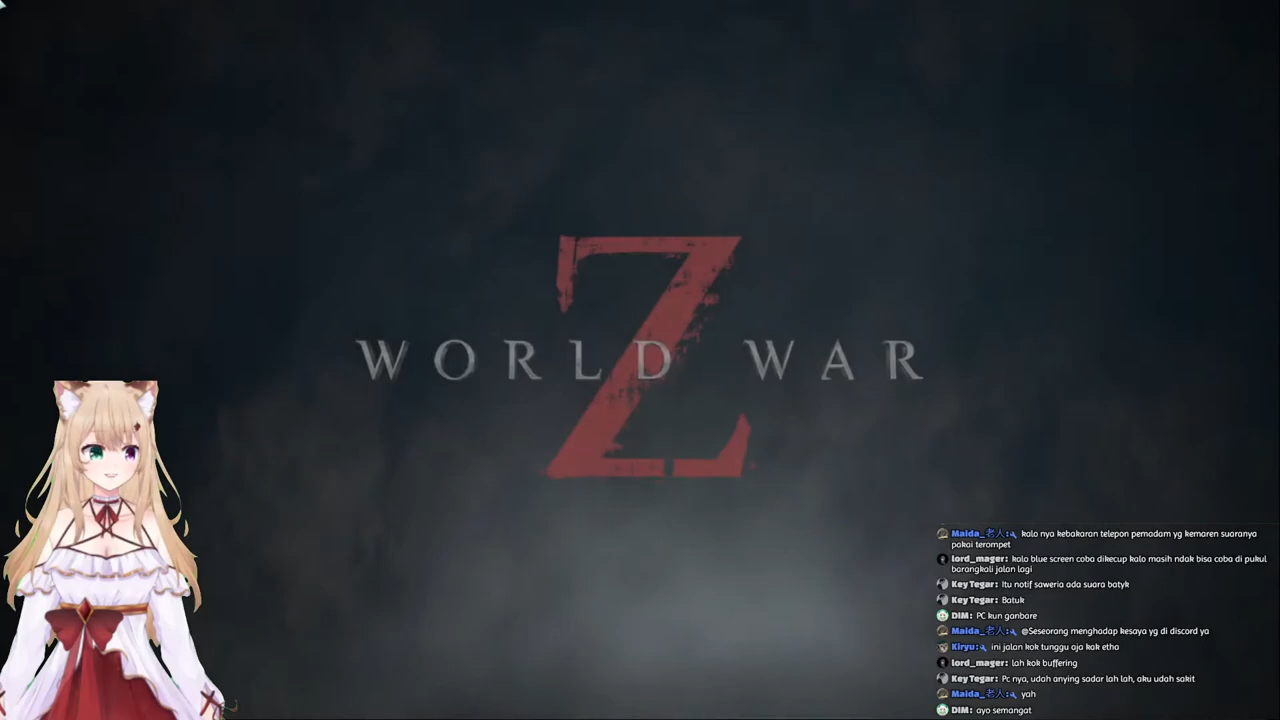 WORLD WAR
Z
Maida_老人: kalo nya kebakaran telepon pemadam yg kemaren suaranya
pakai terompet
lord_mager: kalo blue screen coba dikecup kalo masih ndak bisa coba di pukul
barangkali jalan lagi
Key Tegar: Itu notif saweria ada suara batyk
Key Tegar: Batuk
DIM: PC kun ganbare
Maida_老人: @Seseorang menghadap kesaya yg di discord ya
Kiryu: ini jalan kok tunggu aja kak etha
lord_mager: lah kok buffering
Key Tegar: Pc nya, udah anying sadar lah lah, aku udah sakit
Maida_老人: yah
DIM: ayo semangat